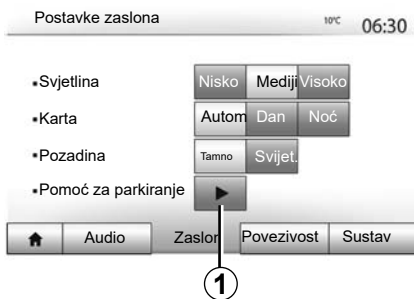 Postavke zaslona 10°C 06:30
▪Svjetlina Nisko Mediji Visoko
▪Karta Autom Dan Noć
▪Pozadina Tamno Svijet.
▪Pomoć za parkiranje
Audio Zaslon Povezivost Sustav
1